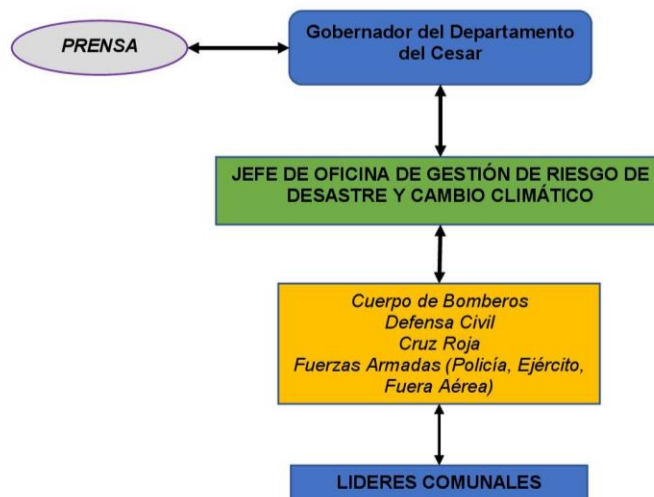 PRENSA
Gobernador del Departamento
del Cesar
JEFE DE OFICINA DE GESTIÓN DE RIESGO DE
DESASTRE Y CAMBIO CLIMÁTICO
Cuerpo de Bomberos
Defensa Civil
Cruz Roja
Fuerzas Armadas (Policía, Ejército,
Fuera Aérea)
LIDERES COMUNALES